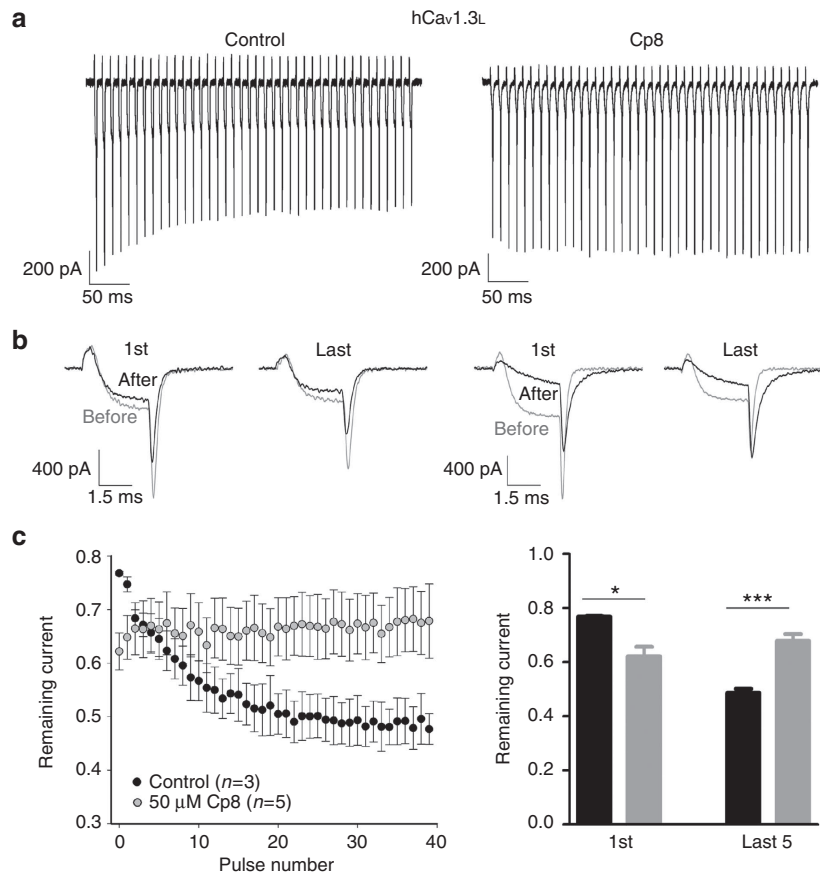 a
hCav1.3L
Control
Cp8
200 pA
50 ms
200 pA
50 ms
b
1st
Last
After
Before
400 pA
1.5 ms
1st
Last
After
Before
400 pA
1.5 ms
c
Remaining current
0.8
0.7
0.6
0.5
0.4
0.3
Control (n=3)
50 μM Cp8 (n=5)
0
10
20
30
40
Pulse number
Remaining current
1.0
0.8
0.6
0.4
0.2
0.0
*
***
1st
Last 5